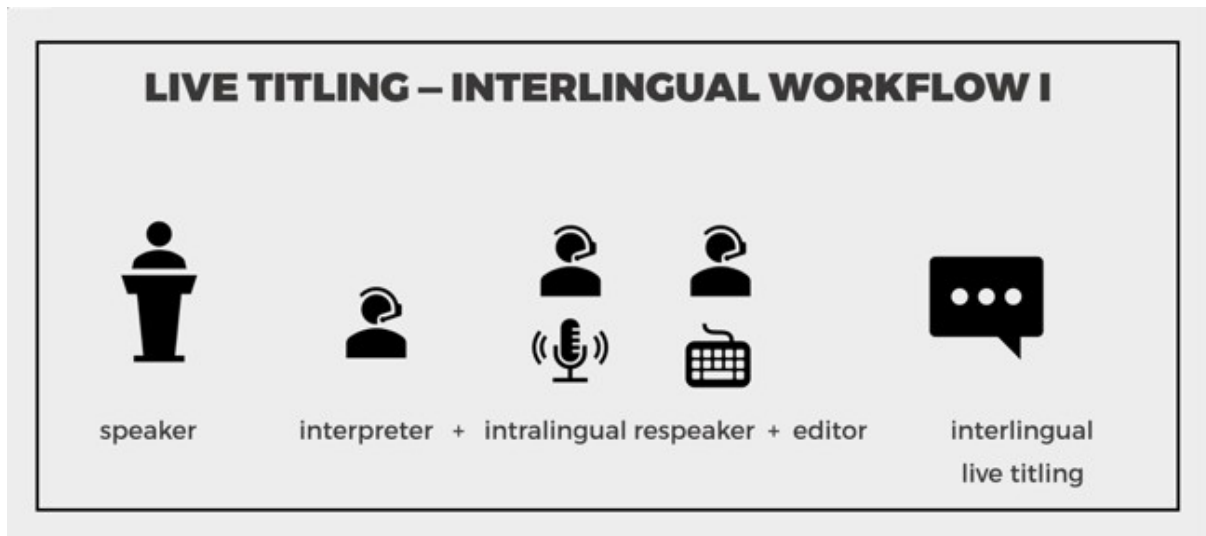 LIVE TITLING – INTERLINGUAL WORKFLOW I
speaker
interpreter + intralingual respeaker + editor
interlingual
live titling